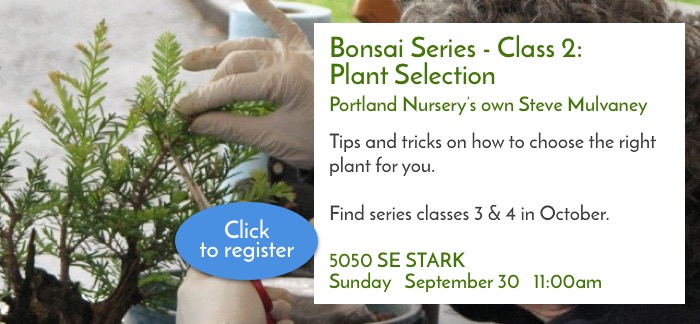 Bonsai Series - Class 2:
Plant Selection
Portland Nursery's own Steve Mulvaney
Tips and tricks on how to choose the right
plant for you.
Find series classes 3 & 4 in October.
Click
to register
5050 SE STARK
Sunday September 30 11:00am